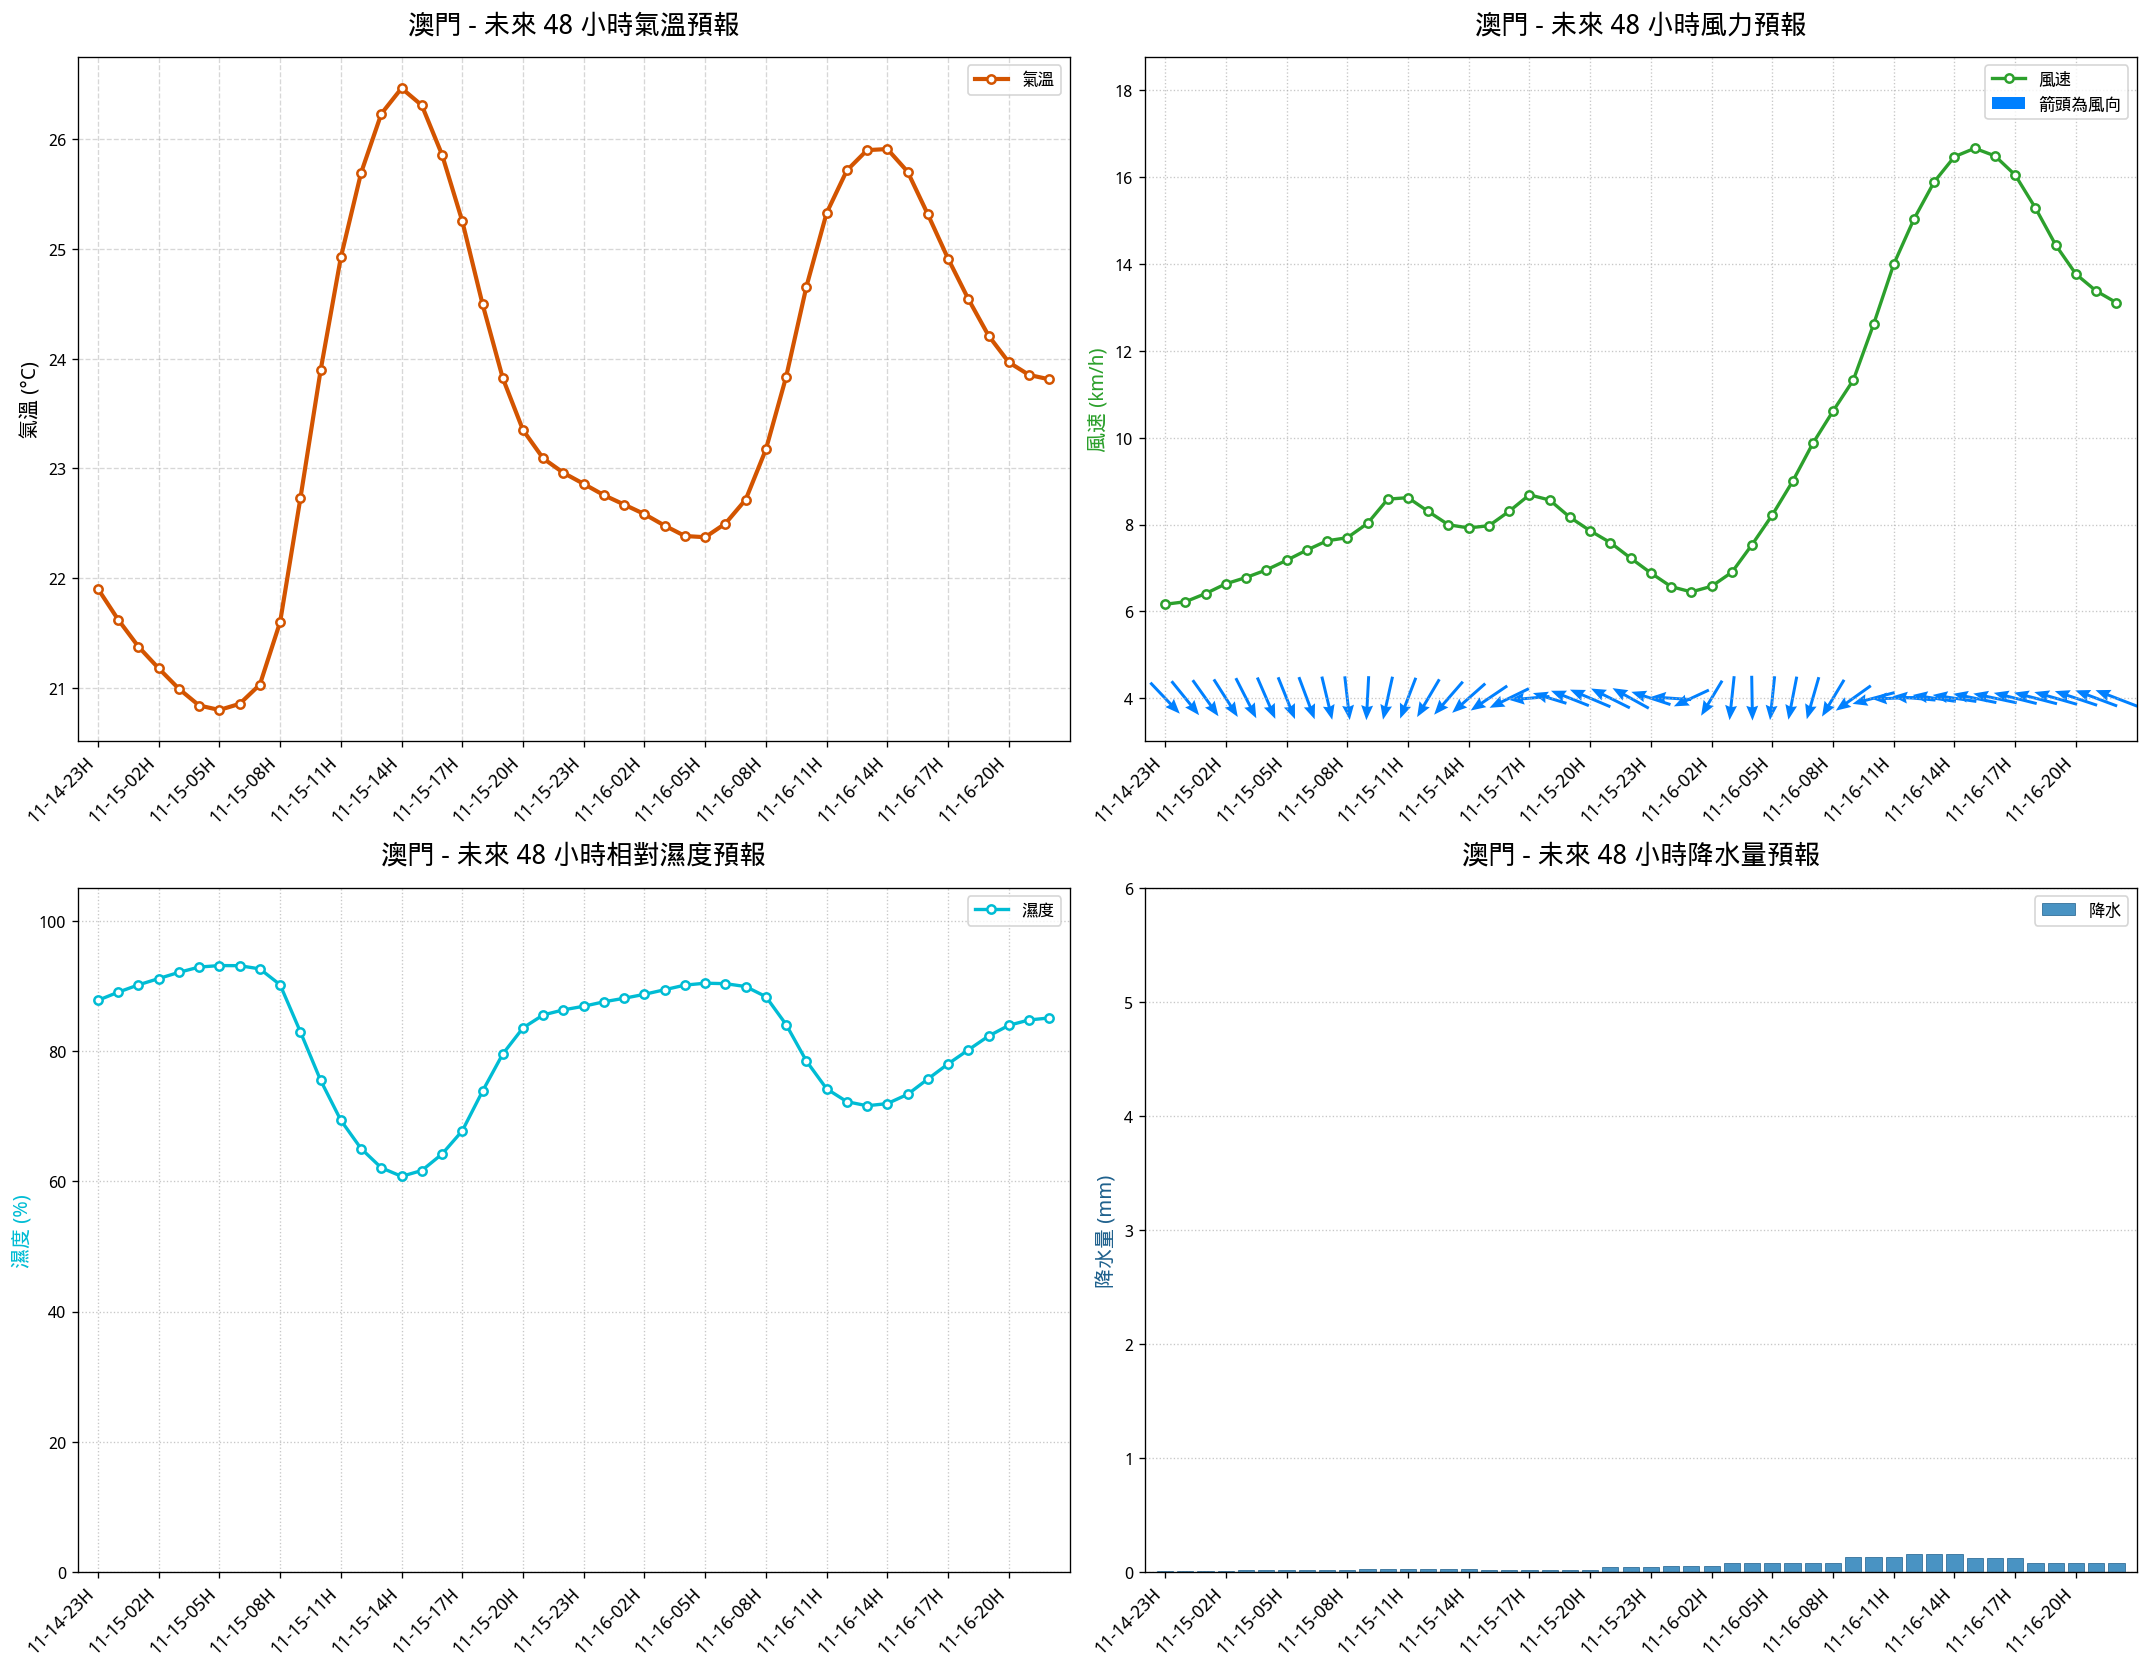 澳門 - 未來 48 小時氣溫預報
氣溫
氣溫 (°C)
26
25
24
23
22
21
11-14-23H
11-15-02H
11-15-05H
11-15-08H
11-15-11H
11-15-14H
11-15-17H
11-15-20H
11-15-23H
11-16-02H
11-16-05H
11-16-08H
11-16-11H
11-16-14H
11-16-17H
11-16-20H
澳門 - 未來 48 小時風力預報
風速
箭頭為風向
風速 (km/h)
18
16
14
12
10
8
6
4
11-14-23H
11-15-02H
11-15-05H
11-15-08H
11-15-11H
11-15-14H
11-15-17H
11-15-20H
11-15-23H
11-16-02H
11-16-05H
11-16-08H
11-16-11H
11-16-14H
11-16-17H
11-16-20H
澳門 - 未來 48 小時相對濕度預報
濕度
濕度 (%)
100
80
60
40
20
0
11-14-23H
11-15-02H
11-15-05H
11-15-08H
11-15-11H
11-15-14H
11-15-17H
11-15-20H
11-15-23H
11-16-02H
11-16-05H
11-16-08H
11-16-11H
11-16-14H
11-16-17H
11-16-20H
澳門 - 未來 48 小時降水量預報
降水
降水量 (mm)
6
5
4
3
2
1
0
11-14-23H
11-15-02H
11-15-05H
11-15-08H
11-15-11H
11-15-14H
11-15-17H
11-15-20H
11-15-23H
11-16-02H
11-16-05H
11-16-08H
11-16-11H
11-16-14H
11-16-17H
11-16-20H